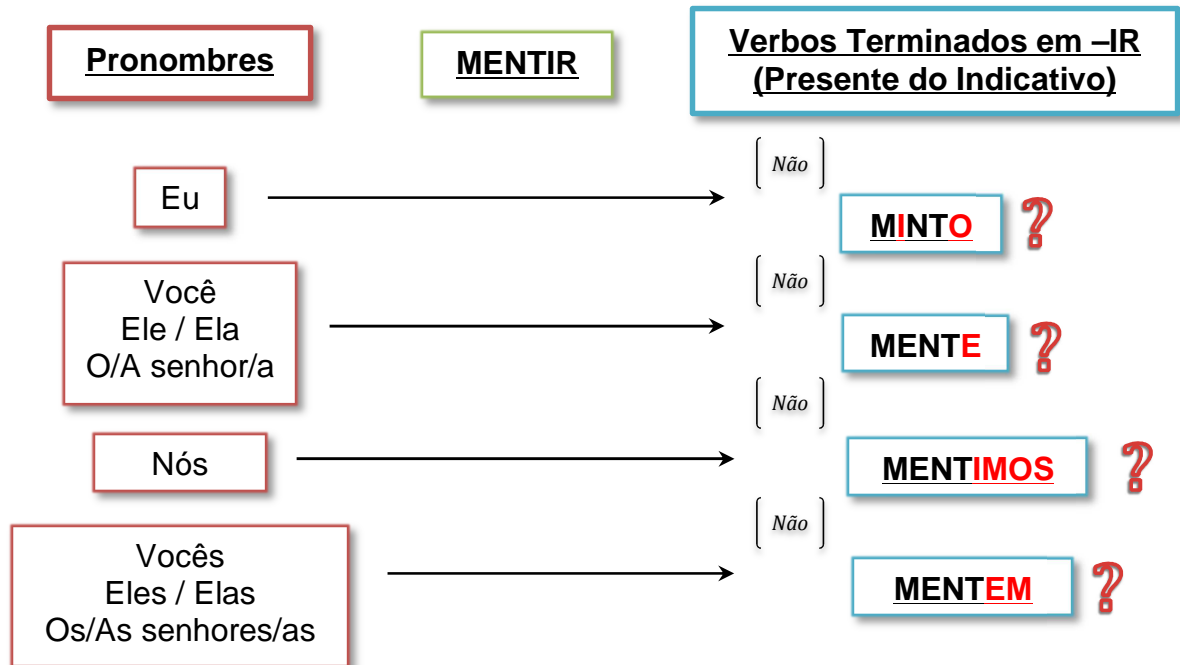 Pronombres
MENTIR
Verbos Terminados em –IR
(Presente do Indicativo)
Eu
Não
MINTO ?
Você
Ele / Ela
O/A senhor/a
Não
MENTE ?
Nós
Não
MENTIMOS ?
Vocês
Eles / Elas
Os/As senhores/as
Não
MENTEM ?